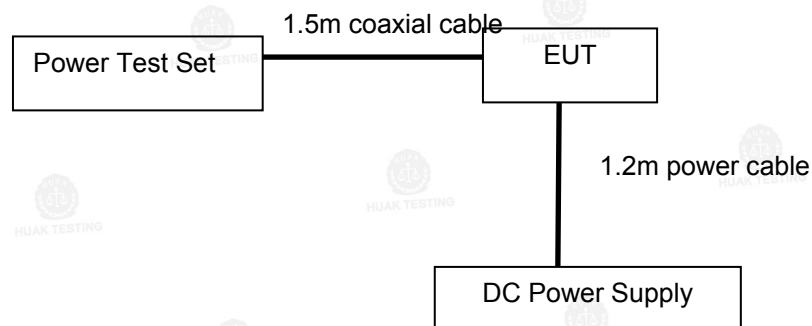 1.5m coaxial cable
HUAK TESTING
Power Test Set
EUT
1.2m power cable
HUAK TESTING
HUAK TESTING
HUAK TESTING
DC Power Supply